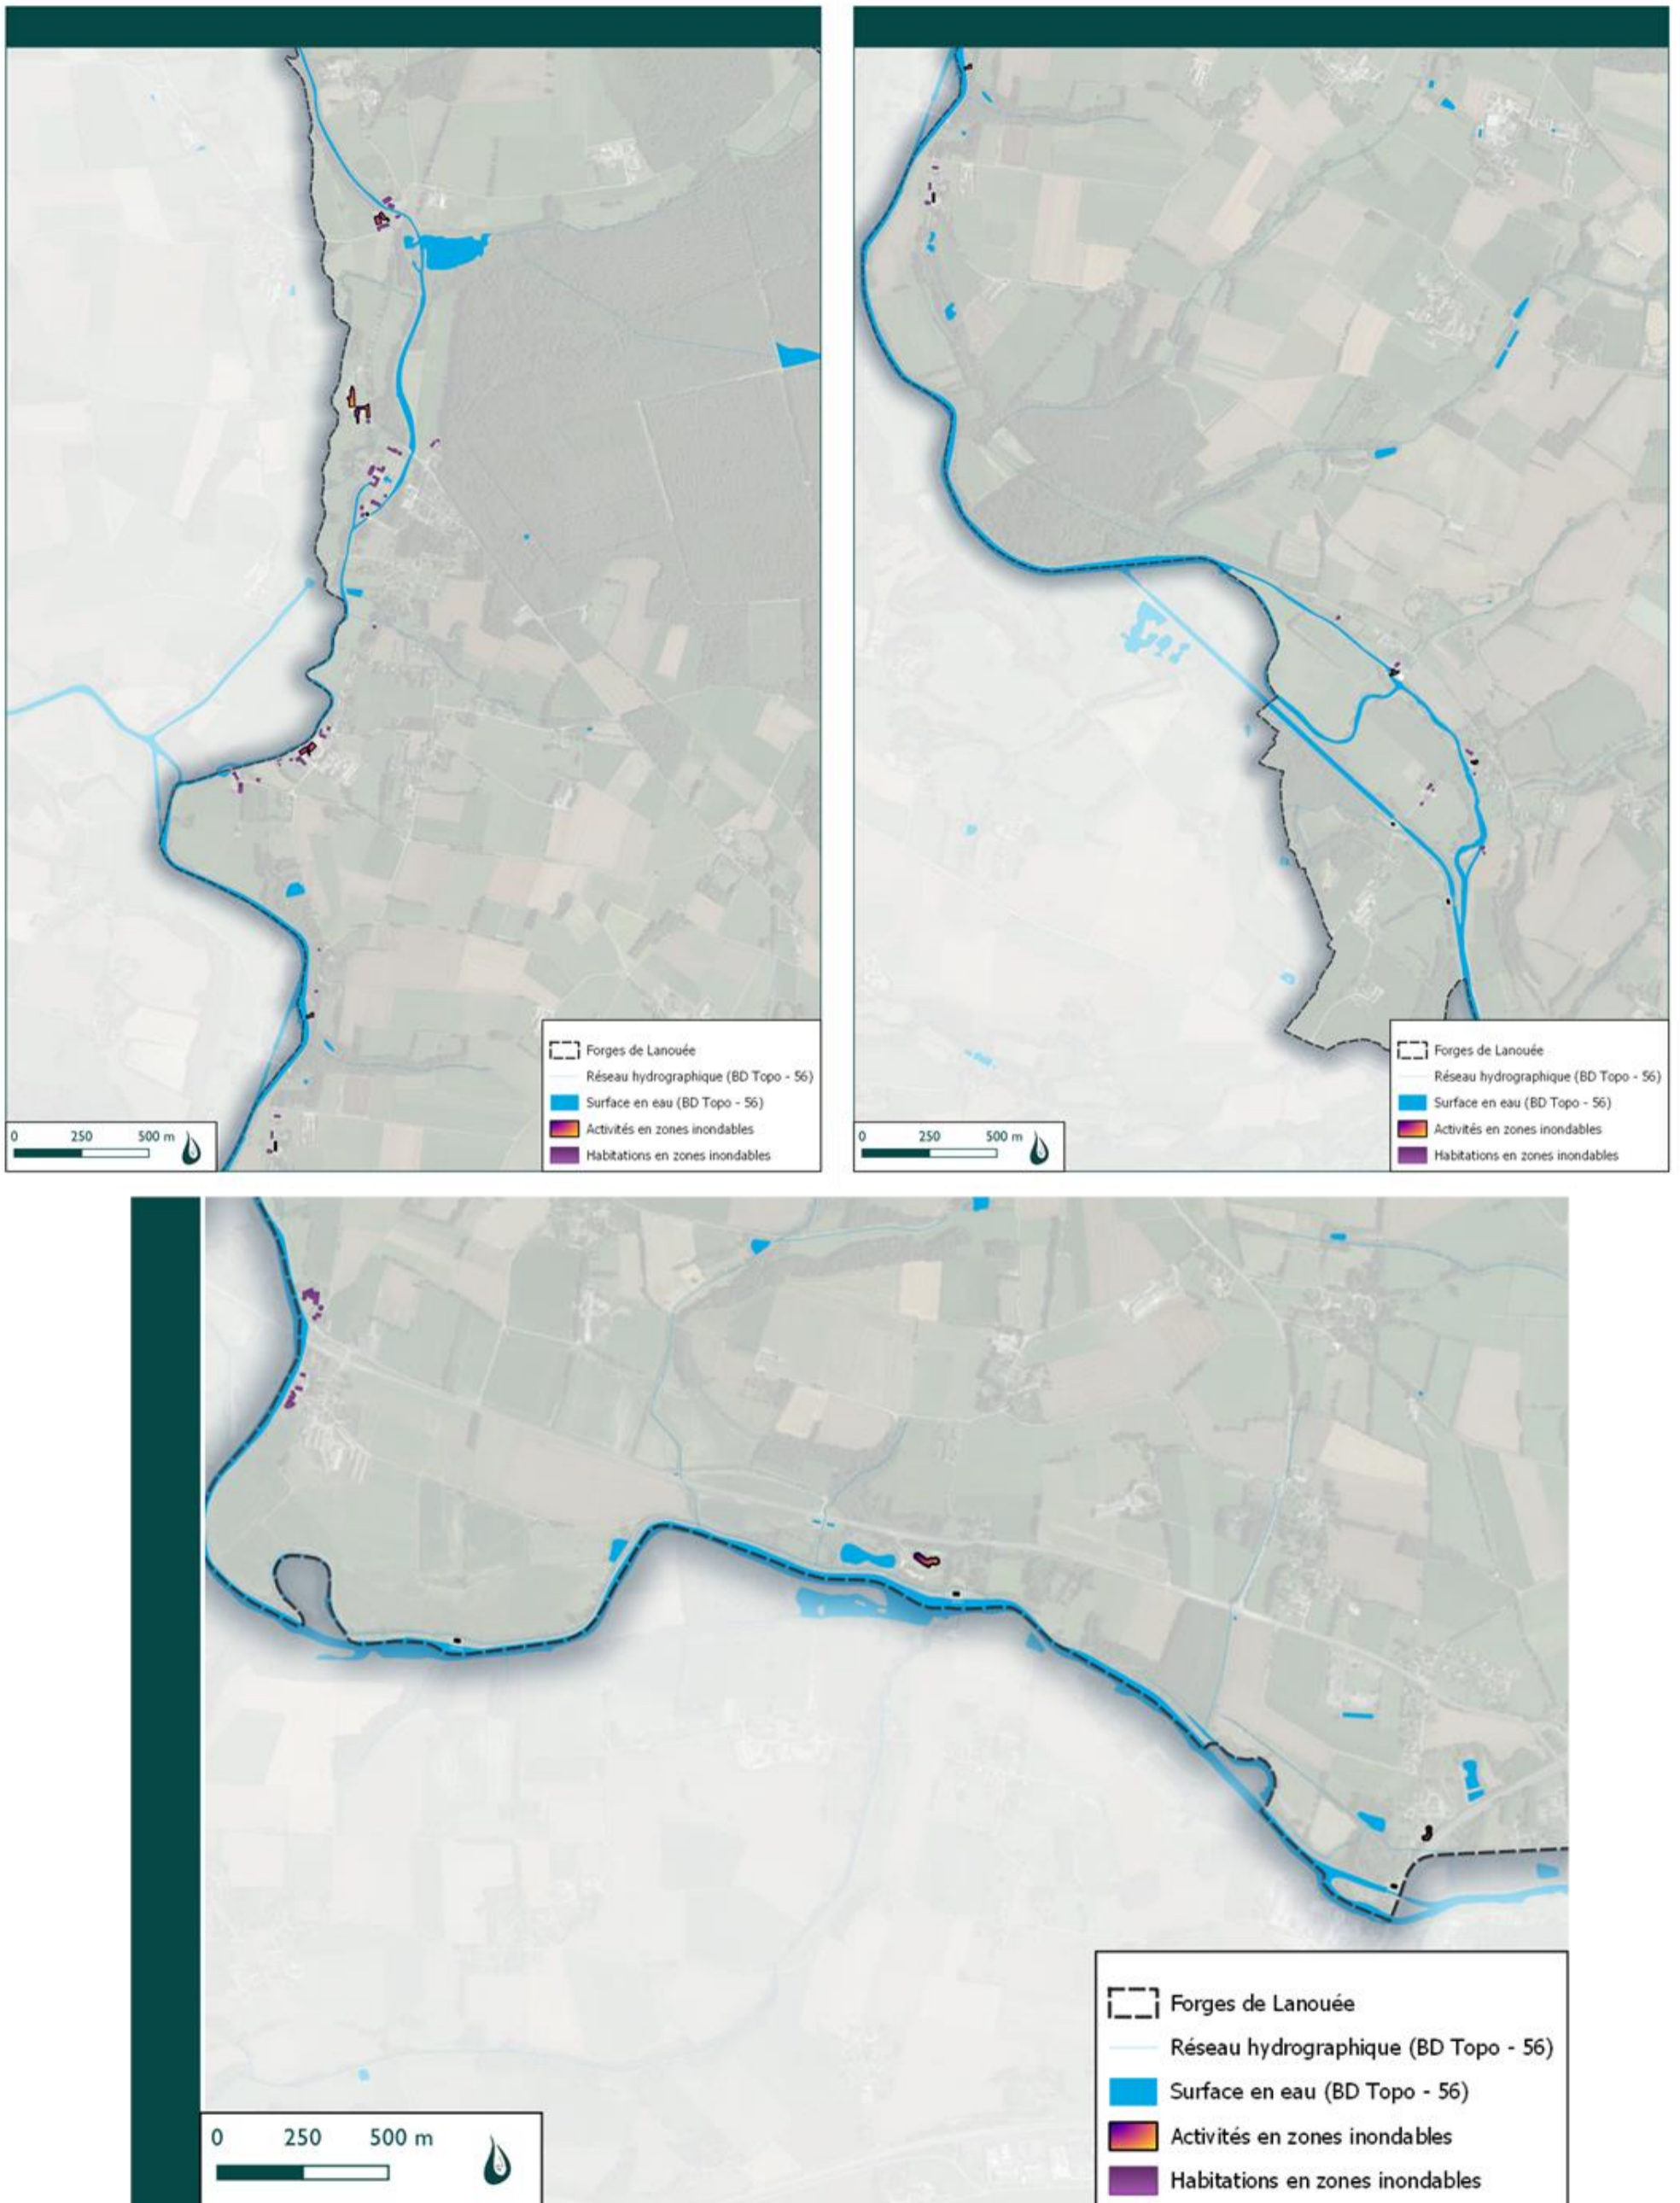 Forges de Lanouée
Réseau hydrographique (BD Topo - 56)
Surface en eau (BD Topo - 56)
Activités en zones inondables
Habitations en zones inondables
0 250 500 m
Forges de Lanouée
Réseau hydrographique (BD Topo - 56)
Surface en eau (BD Topo - 56)
Activités en zones inondables
Habitations en zones inondables
0 250 500 m
Forges de Lanouée
Réseau hydrographique (BD Topo - 56)
Surface en eau (BD Topo - 56)
Activités en zones inondables
Habitations en zones inondables
0 250 500 m